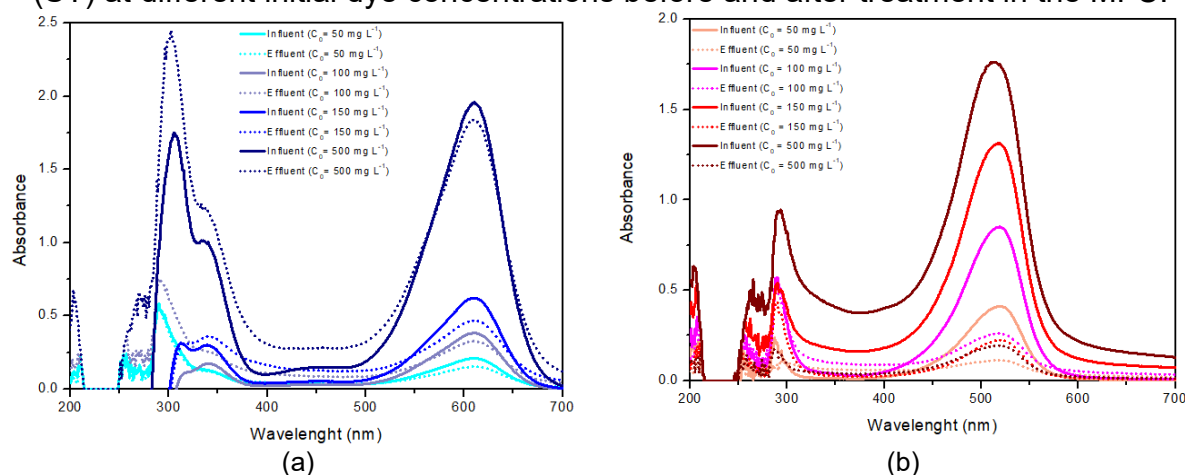 at different initial dye concentrations before and after treatment in the
2.5
2.0
1.5
1.0
0.5
0.0
Absorbance
Influent (C0= 50 mg L-1)
Effluent (C0= 50 mg L-1)
Influent (C0= 100 mg L-1)
Effluent (C0= 100 mg L-1)
Influent (C0= 150 mg L-1)
Effluent (C0= 150 mg L-1)
Influent (C0= 500 mg L-1)
Effluent (C0= 500 mg L-1)
200 300 400 500 600 700
Wavelenght (nm)
(a)
2.0
1.5
1.0
0.5
0.0
Absorbance
Influent (C0 = 50 mg L-1)
Effluent (C0 = 50 mg L-1)
Influent (C0 = 100 mg L-1)
Effluent (C0 = 100 mg L-1)
Influent (C0 = 150 mg L-1)
Effluent (C0 = 150 mg L-1)
Influent (C0 = 500 mg L-1)
Effluent (C0 = 500 mg L-1)
200 300 400 500 600 700
Wavelenght (nm)
(b)